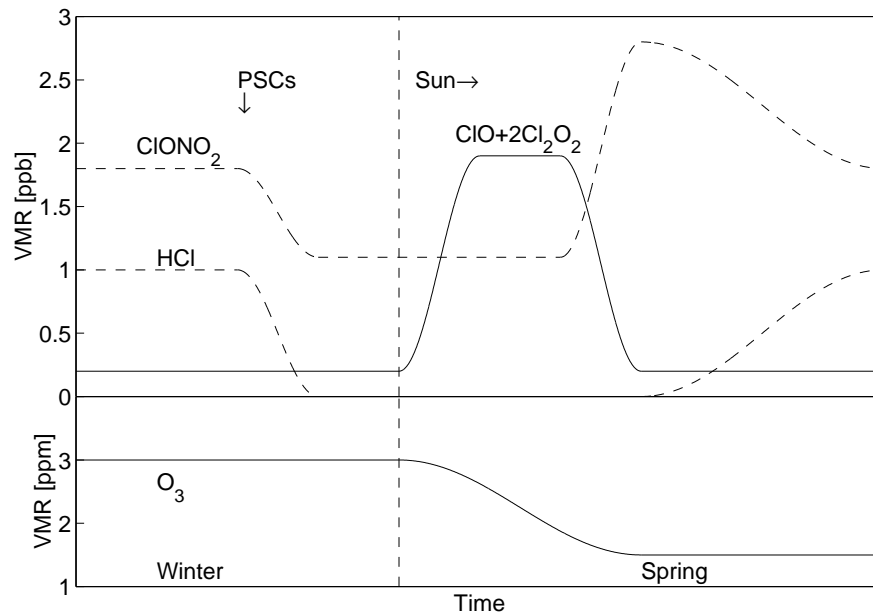 3
PSCs
Sun→
2.5
ClONO₂
ClO+2Cl₂O₂
2
VMR [ppb]
1.5
HCl
1
0.5
0
3
O₃
VMR [ppm]
2
Winter
Spring
1
Time